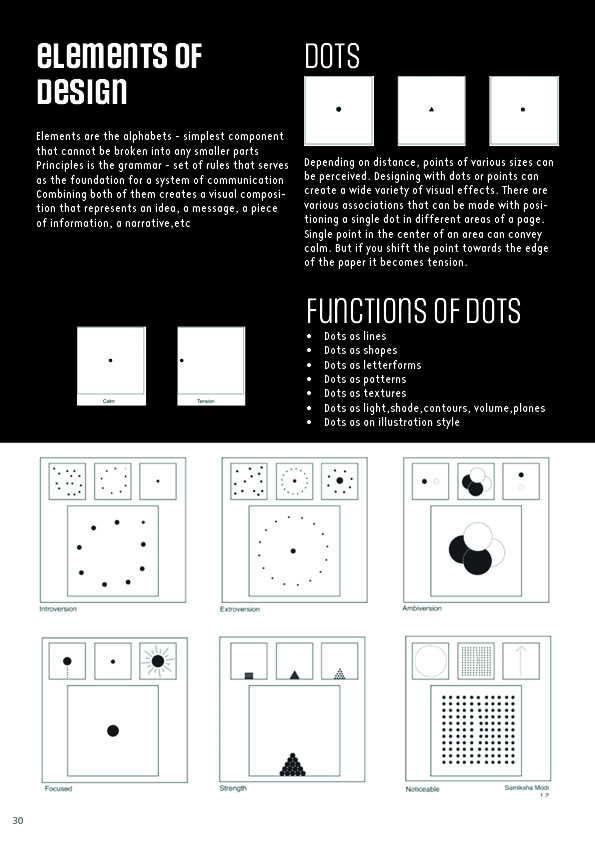 elements of
design
Elements are the alphabets - simplest component
that cannot be broken into any smaller parts
Principles is the grammar - set of rules that serves
as the foundation for a system of communication
Combining both of them creates a visual composi-
tion that represents an idea, a message, a piece
of information, a narrative,etc
DOTS
Depending on distance, points of various sizes can
be perceived. Designing with dots or points can
create a wide variety of visual effects. There are
various associations that can be made with posi-
tioning a single dot in different areas of a page.
Single point in the center of an area can convey
calm. But if you shift the point towards the edge
of the paper it becomes tension.
Calm
Tension
FUNCTIONS OF DOTS
• Dots as lines
• Dots as shapes
• Dots as letterforms
• Dots as patterns
• Dots as textures
• Dots as light,shade,contours, volume,planes
• Dots as an illustration style
Introversion
Extroversion
Ambiversion
Focused
Strength
Noticeable
Samiksha Modi
30